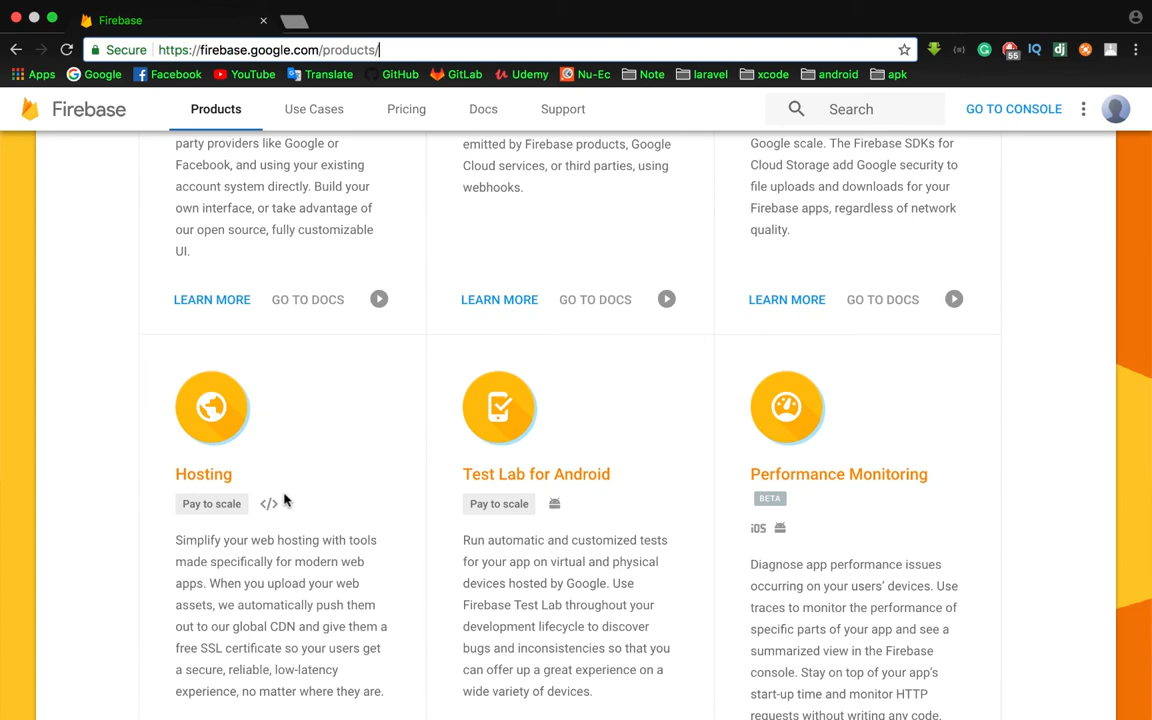 Firebase
Secure https://firebase.google.com/products/
55
IQ
dj
Apps Google Facebook YouTube Translate GitHub GitLab Udemy Nu-Ec Note laravel xcode android apk
Firebase Products Use Cases Pricing Docs Support Search GO TO CONSOLE
party providers like Google or
Facebook, and using your existing
account system directly. Build your
own interface, or take advantage of
our open source, fully customizable
UI.
LEARN MORE GO TO DOCS
emitted by Firebase products, Google
Cloud services, or third parties, using
webhooks.
LEARN MORE GO TO DOCS
Google scale. The Firebase SDKs for
Cloud Storage add Google security to
file uploads and downloads for your
Firebase apps, regardless of network
quality.
LEARN MORE GO TO DOCS
Hosting
Pay to scale </>
Simplify your web hosting with tools
made specifically for modern web
apps. When you upload your web
assets, we automatically push them
out to our global CDN and give them a
free SSL certificate so your users get
a secure, reliable, low-latency
experience, no matter where they are.
Test Lab for Android
Pay to scale
Run automatic and customized tests
for your app on virtual and physical
devices hosted by Google. Use
Firebase Test Lab throughout your
development lifecycle to discover
bugs and inconsistencies so that you
can offer up a great experience on a
wide variety of devices.
Performance Monitoring
BETA
iOS
Diagnose app performance issues
occurring on your users' devices. Use
traces to monitor the performance of
specific parts of your app and see a
summarized view in the Firebase
console. Stay on top of your app's
start-up time and monitor HTTP
requests without writing any code.